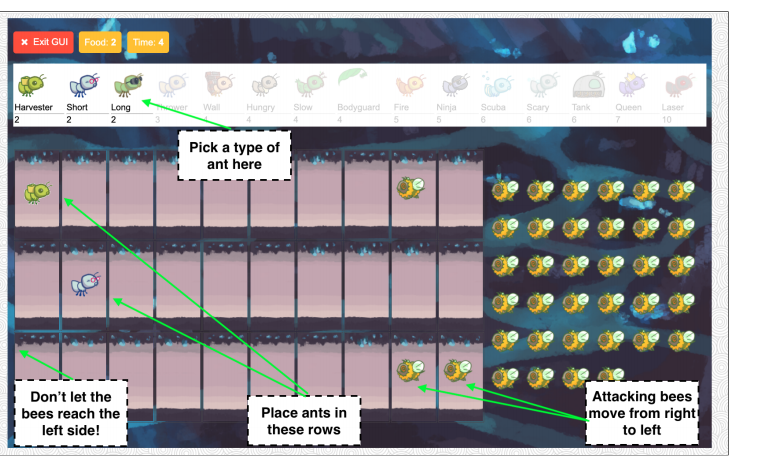 ✖ Exit GUI Food: 2 Time: 4
Harvester Short Long Thrower Wall Hungry Slow Bodyguard Fire Ninja Scuba Scary Tank Queen Laser
2 2 2 3 4 4 4 4 5 5 6 6 6 7 10
Pick a type of
ant here
Don't let the
bees reach the
left side!
Place ants in
these rows
Attacking bees
move from right
to left